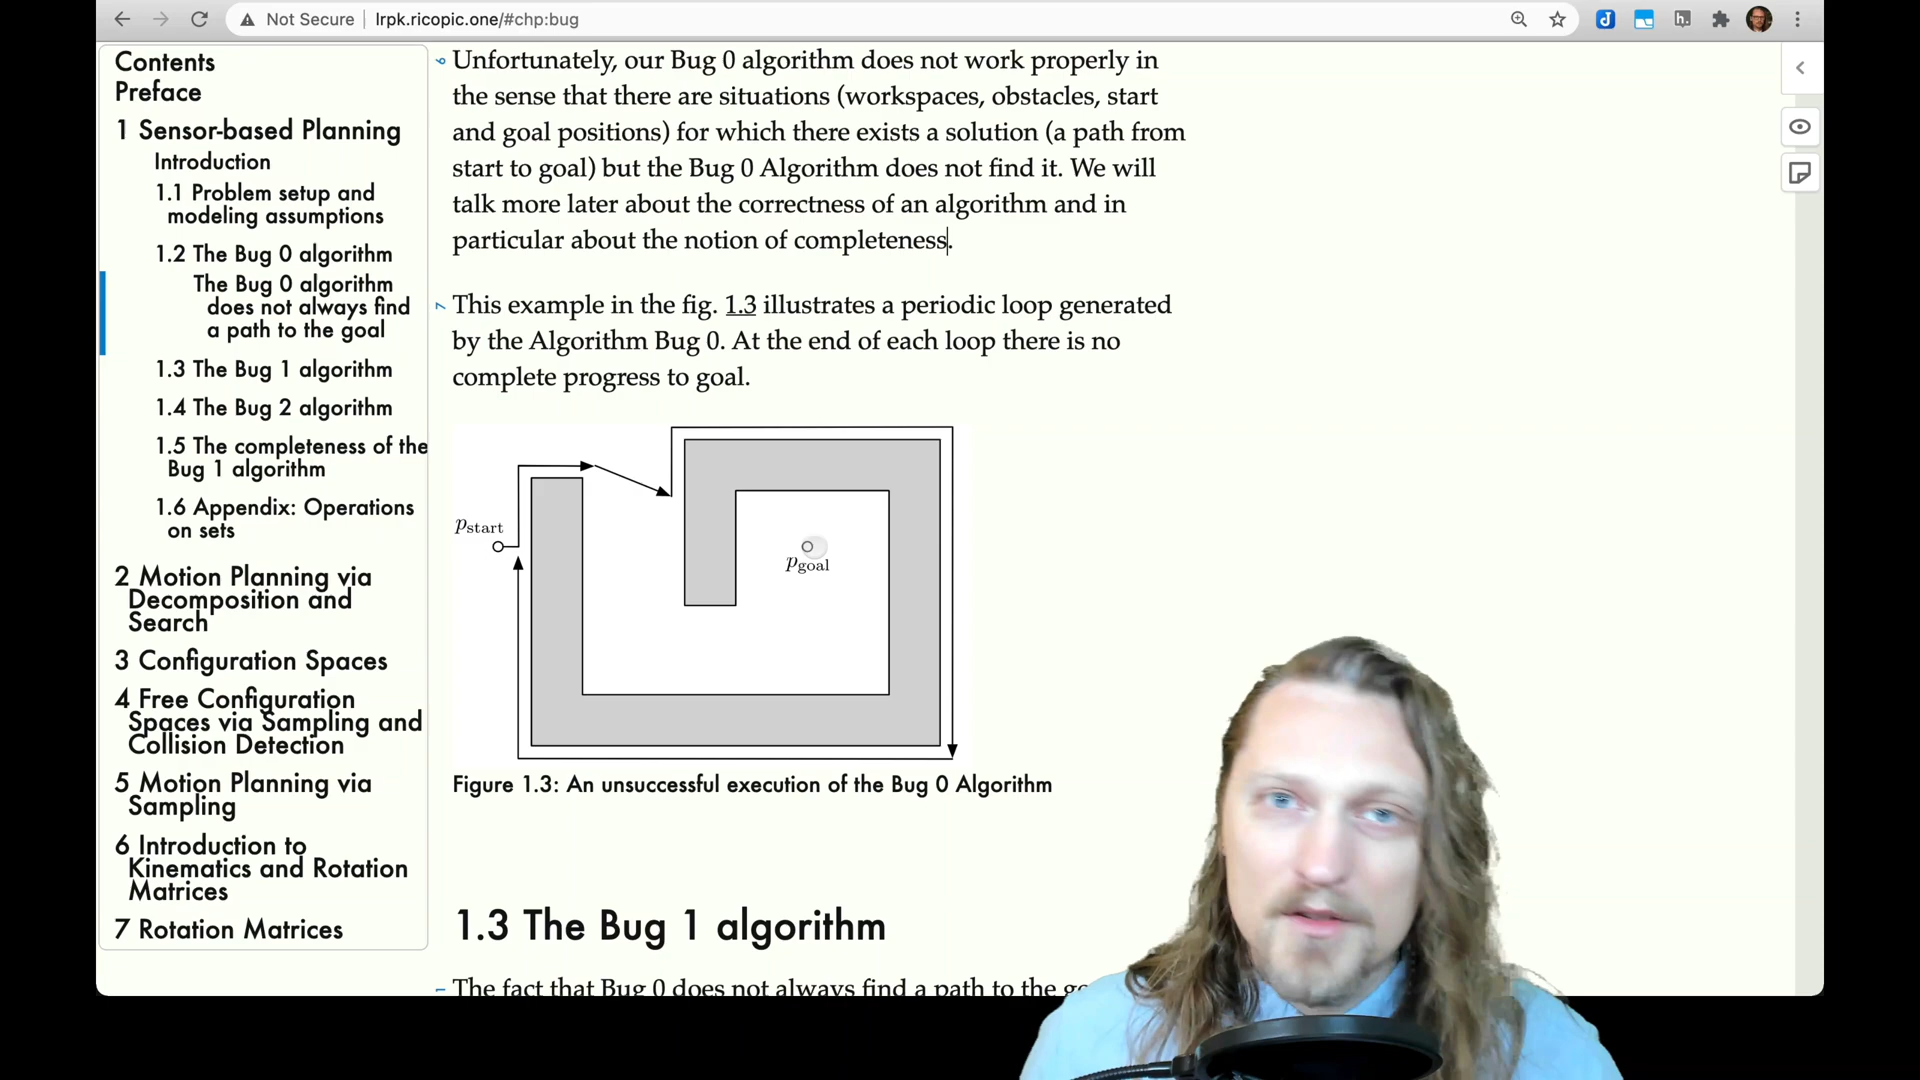 Not Secure
lrpk.ricopic.one/#chp:bug
Contents
Preface
1 Sensor-based Planning
Introduction
1.1 Problem setup and
modeling assumptions
1.2 The Bug 0 algorithm
The Bug 0 algorithm
does not always find
a path to the goal
1.3 The Bug 1 algorithm
1.4 The Bug 2 algorithm
1.5 The completeness of the
Bug 1 algorithm
1.6 Appendix: Operations
on sets
2 Motion Planning via
Decomposition and
Search
3 Configuration Spaces
4 Free Configuration
Spaces via Sampling and
Collision Detection
5 Motion Planning via
Sampling
6 Introduction to
Kinematics and Rotation
Matrices
7 Rotation Matrices
Unfortunately, our Bug 0 algorithm does not work properly in
the sense that there are situations (workspaces, obstacles, start
and goal positions) for which there exists a solution (a path from
start to goal) but the Bug 0 Algorithm does not find it. We will
talk more later about the correctness of an algorithm and in
particular about the notion of completeness.
This example in the fig. 1.3 illustrates a periodic loop generated
by the Algorithm Bug 0. At the end of each loop there is no
complete progress to goal.
pstart
pgoal
Figure 1.3: An unsuccessful execution of the Bug 0 Algorithm
1.3 The Bug 1 algorithm
The fact that Bug 0 does not always find a path to the